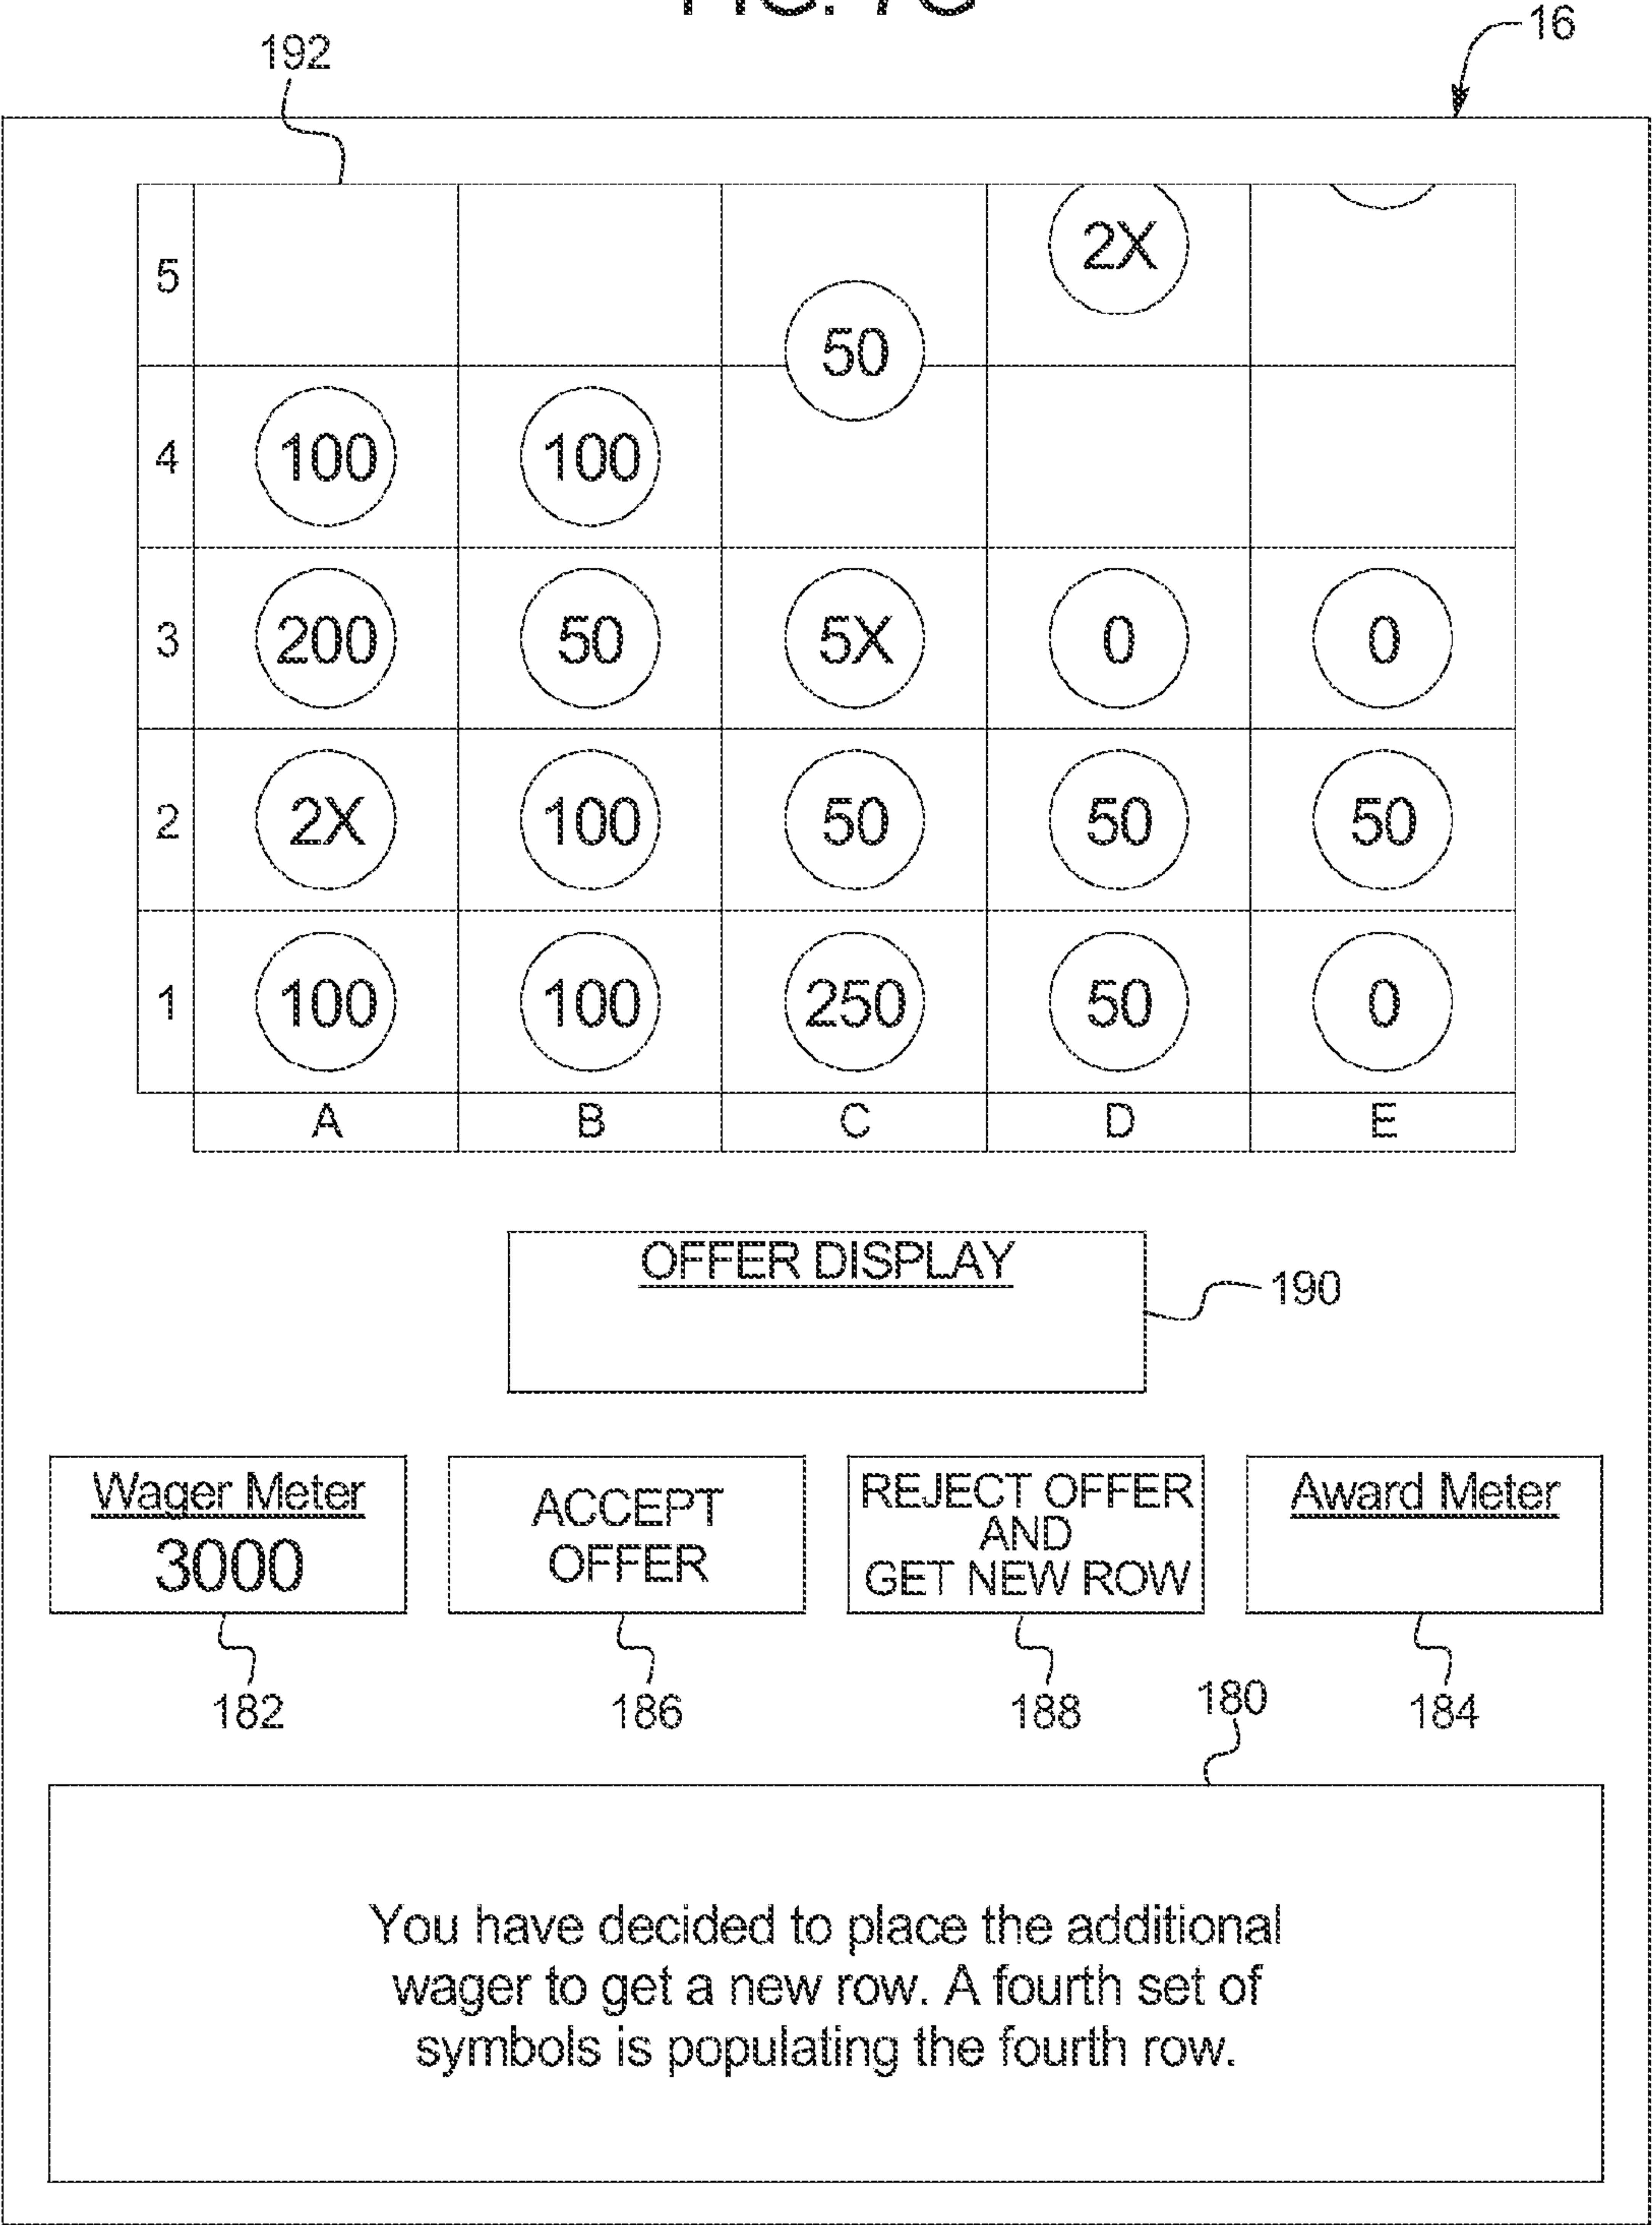 16
192
5 2X
50
4 100 100
3 200 50 5X 0 0
2 2X 100 50 50 50
1 100 100 250 50 0
A B C D E
OFFER DISPLAY
190
Wager Meter
3000
ACCEPT
OFFER
REJECT OFFER
AND
GET NEW ROW
Award Meter
182 186 188 180 184
You have decided to place the additional
wager to get a new row. A fourth set of
symbols is populating the fourth row.